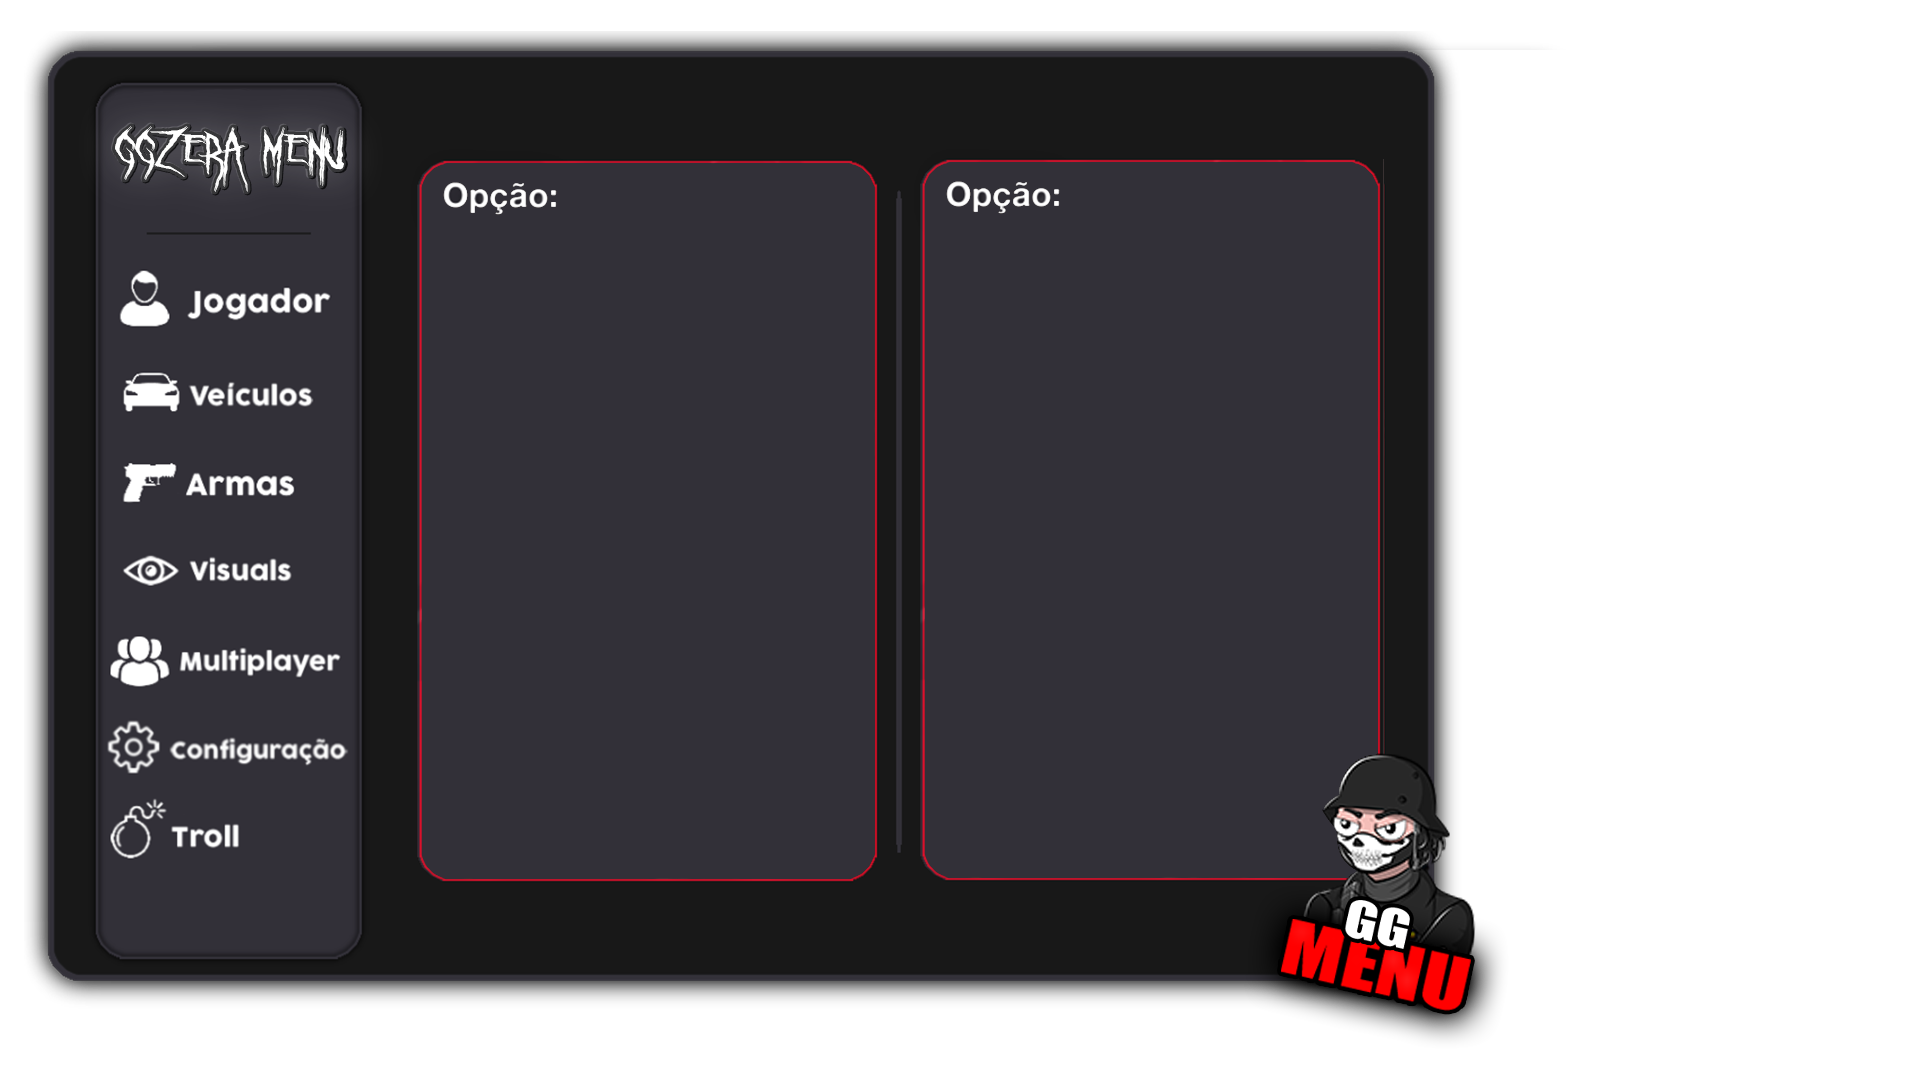 GGZERA MENU
Jogador
Veículos
Armas
Visuals
Multiplayer
Configuração
Troll
Opção:
Opção:
GG
MENU